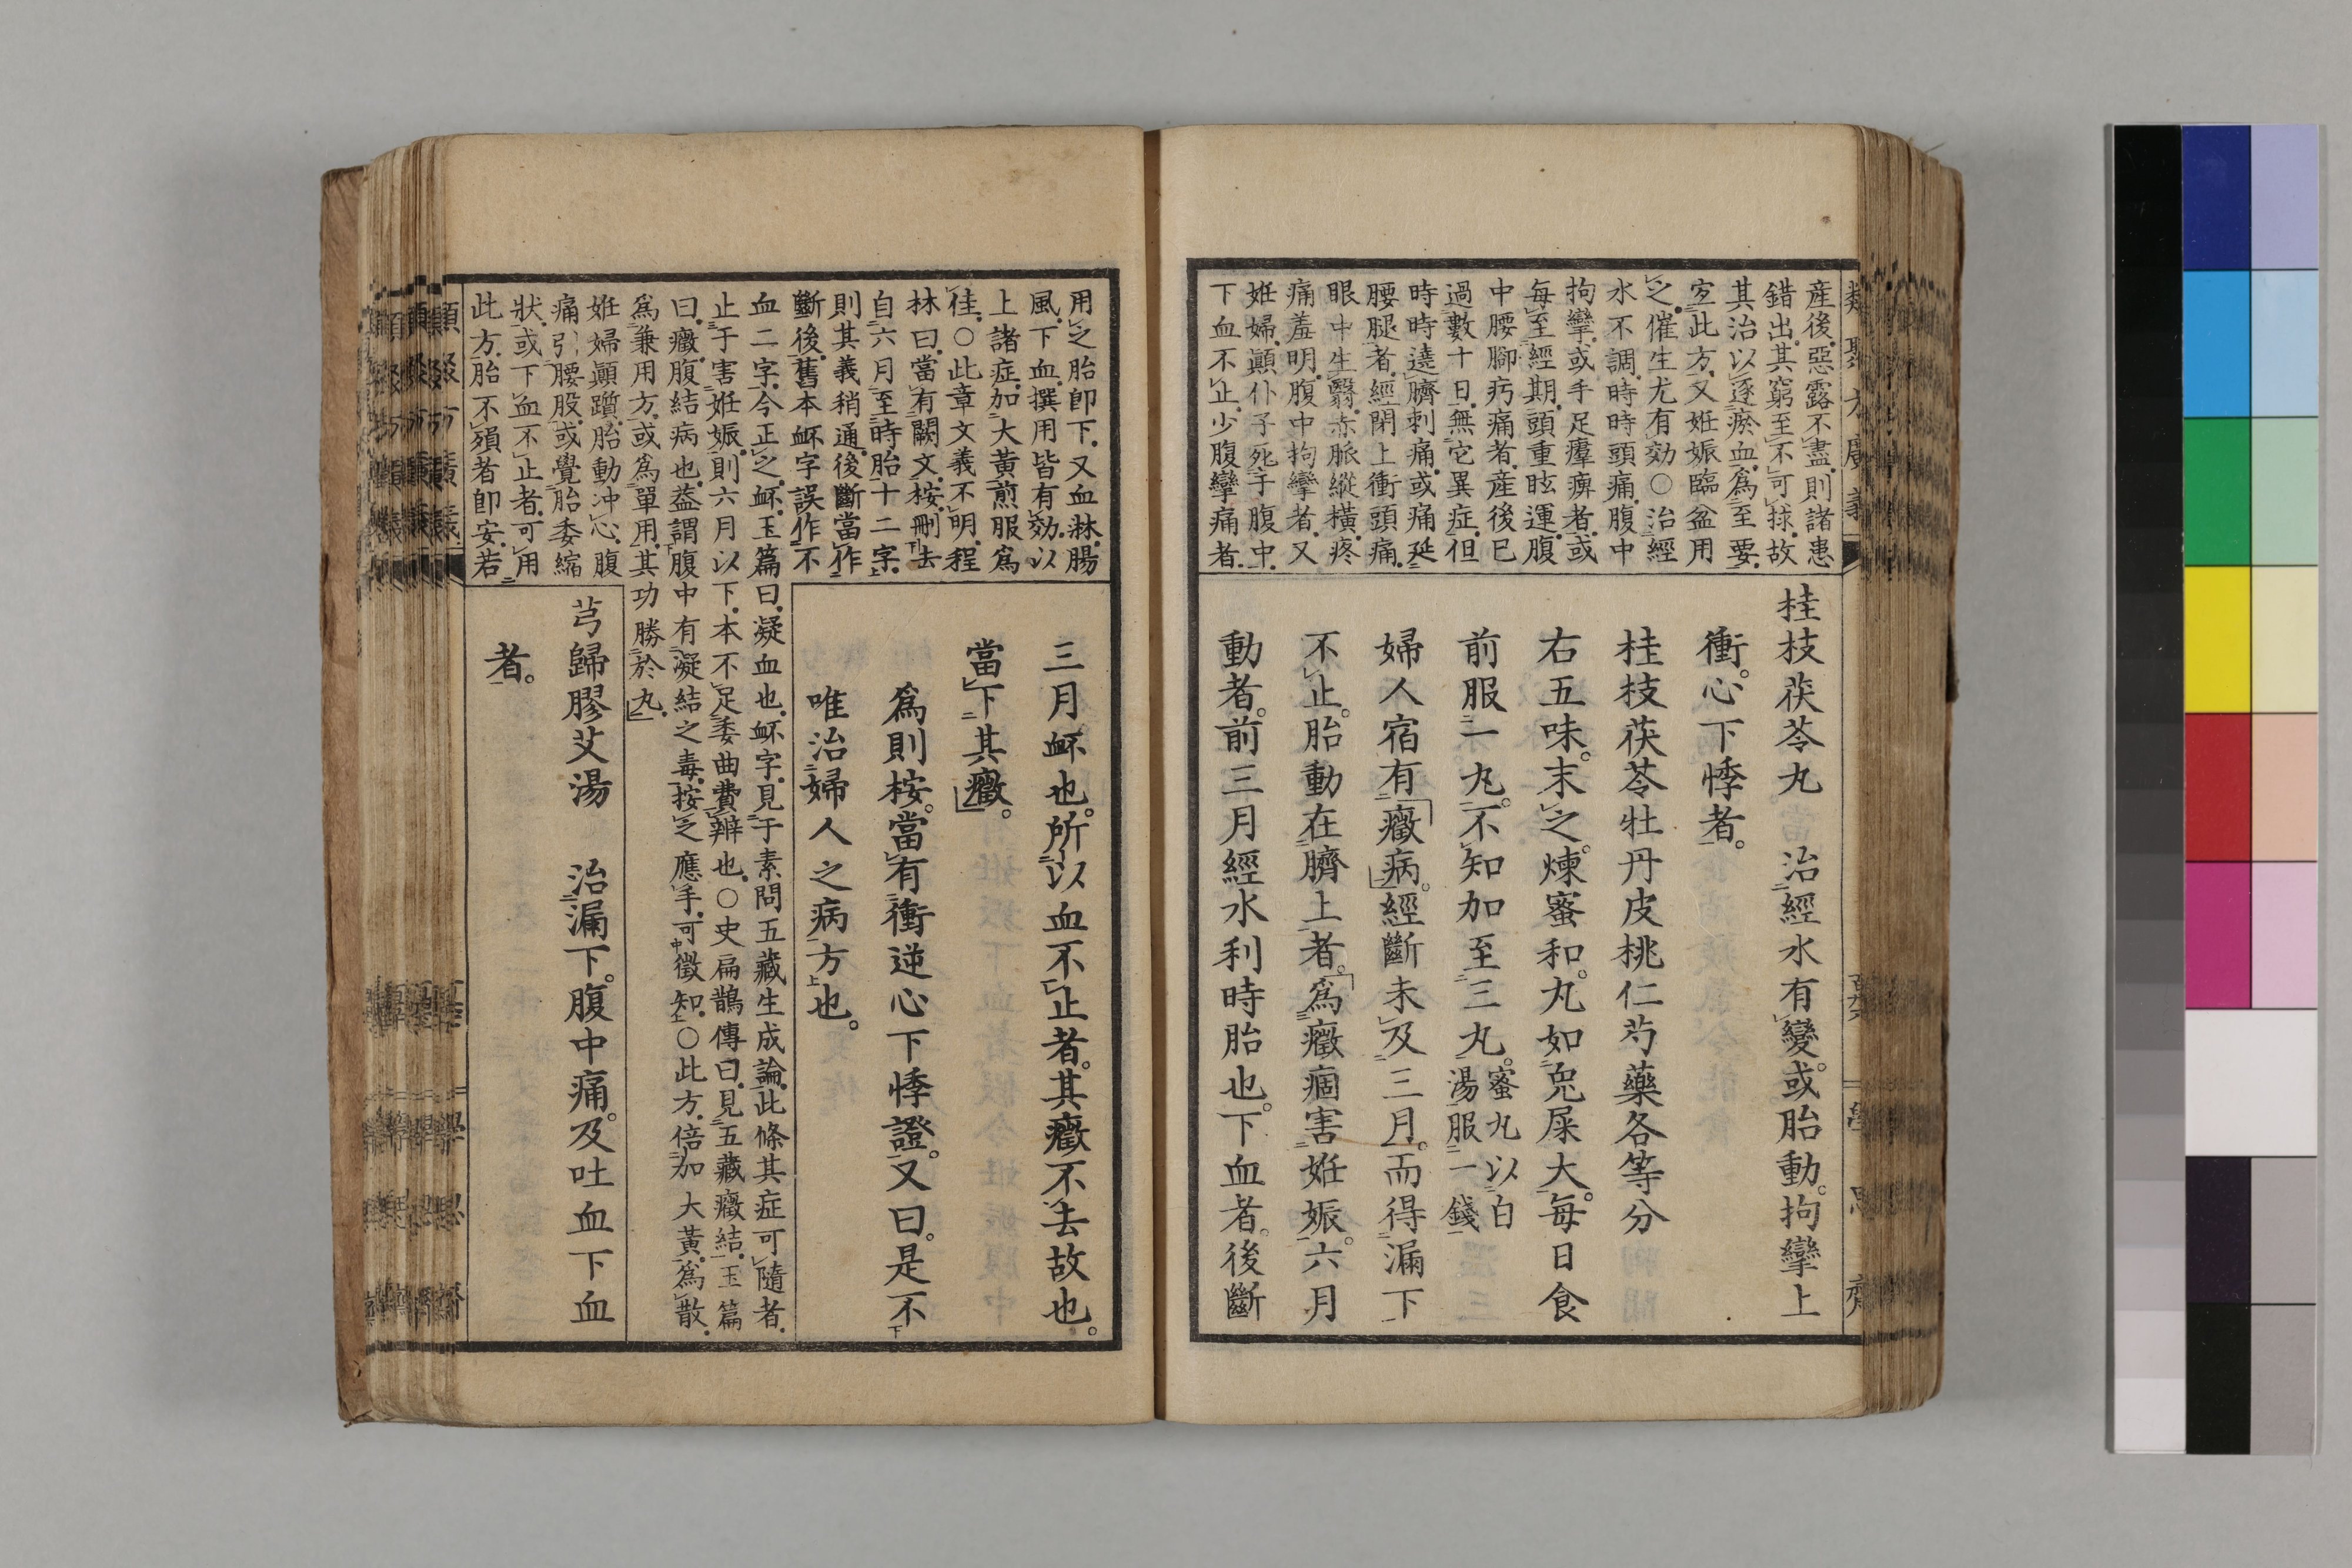 類聚方廣義
産後惡露不盡則諸患
錯出其窮至不可捄故
其治以逐瘀血爲至要
宜此方又姙娠臨盆用
之催生尤有効○治經
水不調時時頭痛腹中
拘攣或手足癢痹者或
每至經期頭重眩運腹
中腰腳疠痛者產後已
過數十日無它異症但
時時遶臍刺痛或痛延
腰腿者經閉上衝頭痛
眼中生翳赤脈縱橫疼
痛羞明腹中拘攣者又
姙婦顚仆子死于腹中
下血不止少腹攣痛者
桂枝茯苓丸 治經水有變或胎動拘攣上
衝心下悸者
桂枝茯苓牡丹皮桃仁芍藥各等分
右五味末之煉蜜和丸如兔屎大每日食
前服一丸不知加至三丸 蜜丸以白
湯服一錢
婦人宿有癥病經斷未及三月而得漏下
不止胎動在臍上者爲癥痼害姙娠六月
動者前三月經水利時胎也下血者後斷
用之胎卽下又血淋腸
風下血撰用皆有効以
上諸症加大黃煎服爲
佳○此章文義不明程
林曰當有闕文桉刪去
自六月至時胎十二字
則其義稍通後斷當作
斷後舊本衃字誤作不
血二字今正之衃玉篇曰凝血也衃字見于素問五藏生成論此條其症可隨者
止于害姙娠則六月以下本不足委曲費辨也○史扁鵲傳曰見五藏癥結玉篇
曰癥腹結病也葢謂腹中有凝結之毒按之應手可徵知○此方倍加大黃爲散
爲兼用方或爲單用其功勝於丸
姙婦顚躓胎動冲心腹
痛引腰股或覺胎委縮
狀或下血不止者可用
此方胎不殞者卽安若
三月衃也所以血不止者其癥不去故也
當下其癥
爲則桉當有衝逆心下悸證又曰是不
唯治婦人之病方也
芎歸膠艾湯 治漏下腹中痛及吐血下血
者